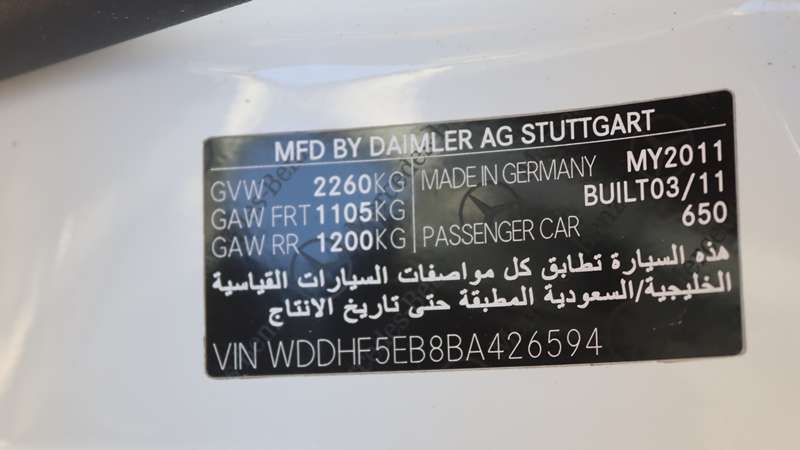 MFD BY DAIMLER AG STUTTGART
GVW 2260KG
GAW FRT 1105KG
GAW RR 1200KG
MADE IN GERMANY MY2011
BUILT03/11
PASSENGER CAR 650
هذه السيارة تطابق كل مواصفات السيارات القياسية
الخليجية/السعودية المطبقة حتى تاريخ الانتاج
VIN WDDHF5EB8BA426594